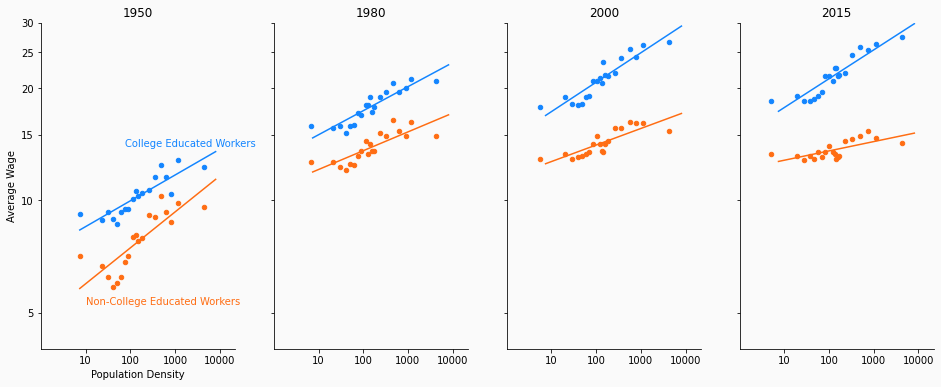 1950 1980 2000 2015
30
25
20
15
10
5
Average Wage
College Educated Workers
Non-College Educated Workers
10 100 1000 10000 10 100 1000 10000 10 100 1000 10000 10 100 1000 10000
Population Density